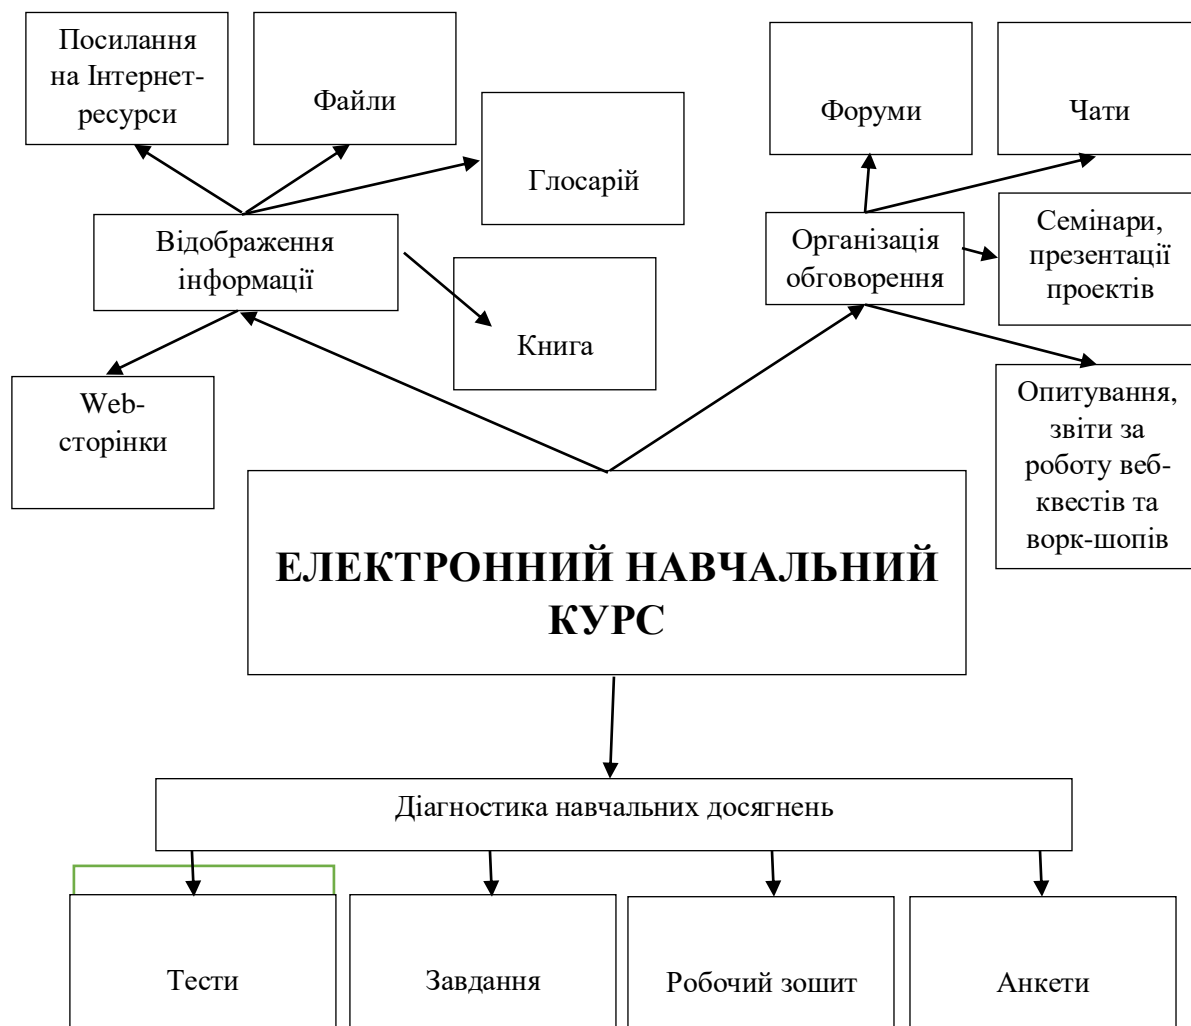 Посилання
на Інтернет-
ресурси
Файли
Глосарій
Форуми
Чати
Відображення
інформації
Організація
обговорення
Семінари,
презентації
проектів
Книга
Web-
сторінки
Опитування,
звіти за
роботу веб-
квестів та
ворк-шопів
ЕЛЕКТРОННИЙ НАВЧАЛЬНИЙ
КУРС
Діагностика навчальних досягнень
Тести
Завдання
Робочий зошит
Анкети